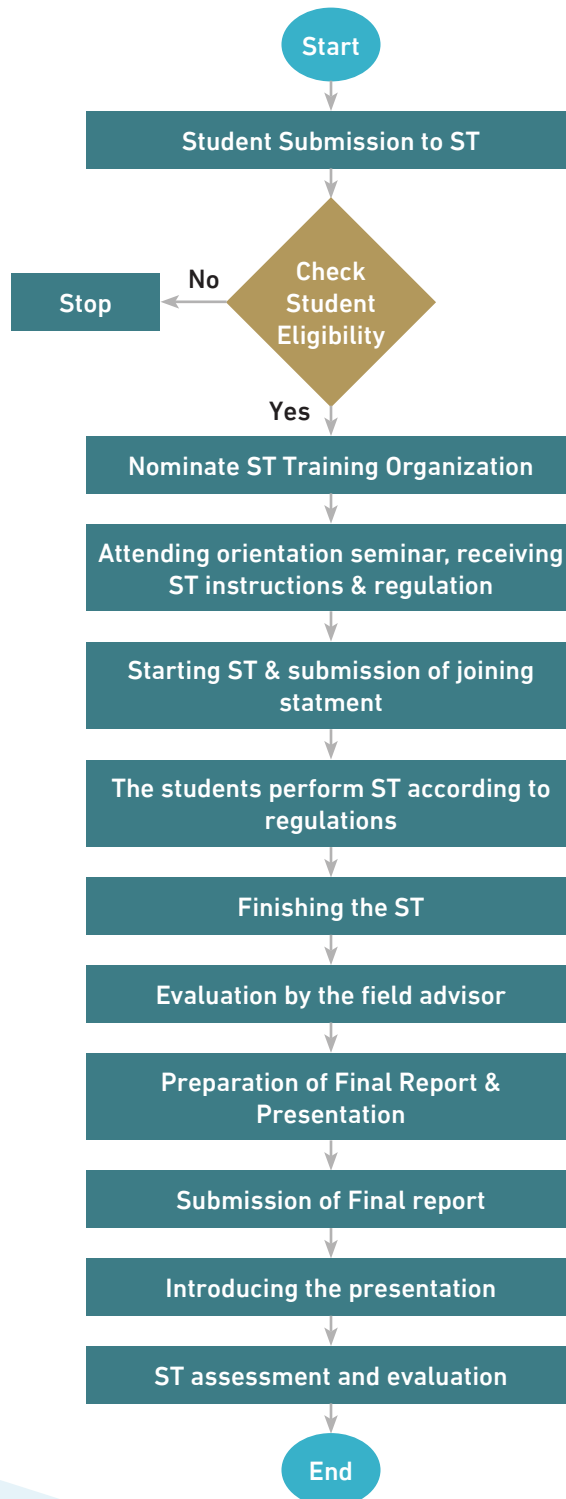 Start
Student Submission to ST
Check
Student
Eligibility
No
Stop
Yes
Nominate ST Training Organization
Attending orientation seminar, receiving
ST instructions & regulation
Starting ST & submission of joining
statment
The students perform ST according to
regulations
Finishing the ST
Evaluation by the field advisor
Preparation of Final Report &
Presentation
Submission of Final report
Introducing the presentation
ST assessment and evaluation
End